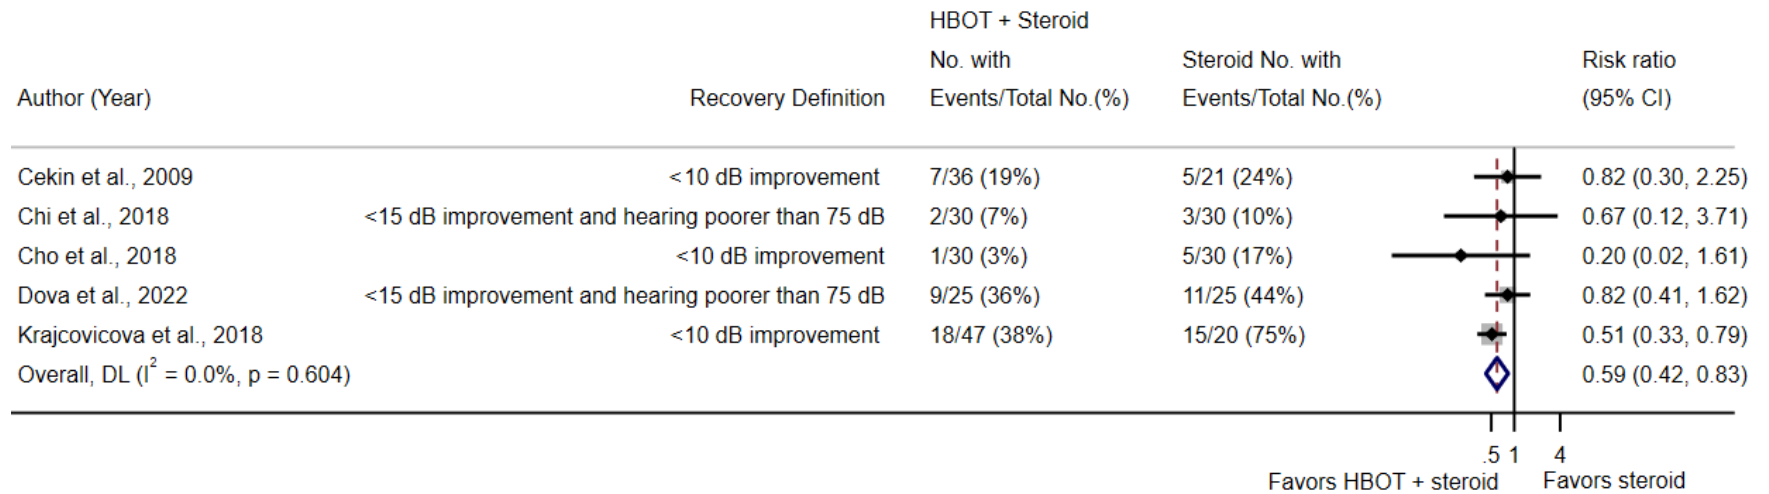 HBOT + Steroid
No. with Steroid No. with Risk ratio
Author (Year) Recovery Definition Events/Total No.(%) Events/Total No.(%) (95% CI)
Cekin et al., 2009 <10 dB improvement 7/36 (19%) 5/21 (24%) 0.82 (0.30, 2.25)
Chi et al., 2018 <15 dB improvement and hearing poorer than 75 dB 2/30 (7%) 3/30 (10%) 0.67 (0.12, 3.71)
Cho et al., 2018 <10 dB improvement 1/30 (3%) 5/30 (17%) 0.20 (0.02, 1.61)
Dova et al., 2022 <15 dB improvement and hearing poorer than 75 dB 9/25 (36%) 11/25 (44%) 0.82 (0.41, 1.62)
Krajcovicova et al., 2018 <10 dB improvement 18/47 (38%) 15/20 (75%) 0.51 (0.33, 0.79)
Overall, DL (I² = 0.0%, p = 0.604) 0.59 (0.42, 0.83)
.5 1 4
Favors HBOT + steroid Favors steroid